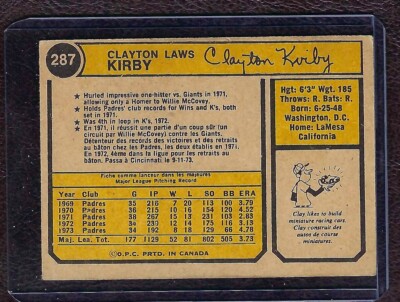 287
CLAYTON LAWS
KIRBY
Clayton Kirby
★ Hurled impressive one-hitter vs. Giants in 1971,
allowing only a Homer to Willie McCovey.
★ Holds Padres' club records for Wins and K's, both
set in 1971.
★ Was 4th in loop in K's, 1972.
★ En 1971, il réussit une partie d'un coup sûr l'un
circuit par Willie McCovey) contre les Giants.
Détenteur des records des victoires et des retraits
au bâton chez les Padres. Les deux établis en 1971.
En 1972, 4ème dans la ligue pour les retraits au
bâton. Passa à Cincinnati, le 9-11-73.
Hgt: 6'3" Wgt. 185
Throws: R. Bats: R.
Born: 6-25-48
Washington, D.C.
Home: LaMesa
California
Fiche comme lanceur dans les majeures
Major League Pitching Record
Year Club G IP W L SO BB ERA
1969 Padres 35 216 7 20 113 100 3.79
1970 Padres 36 215 10 16 154 120 4.52
1971 Padres 38 267 15 13 231 103 2.83
1972 Padres 34 239 12 14 175 116 3.13
1973 Padres 34 192 8 18 129 66 4.78
Maj. Lea. Tot. 177 1129 52 81 802 505 3.73
©O.P.C. PRTD. IN CANADA
Clay likes to build
miniature racing cars.
Clay construit des
autos de course
miniatures.